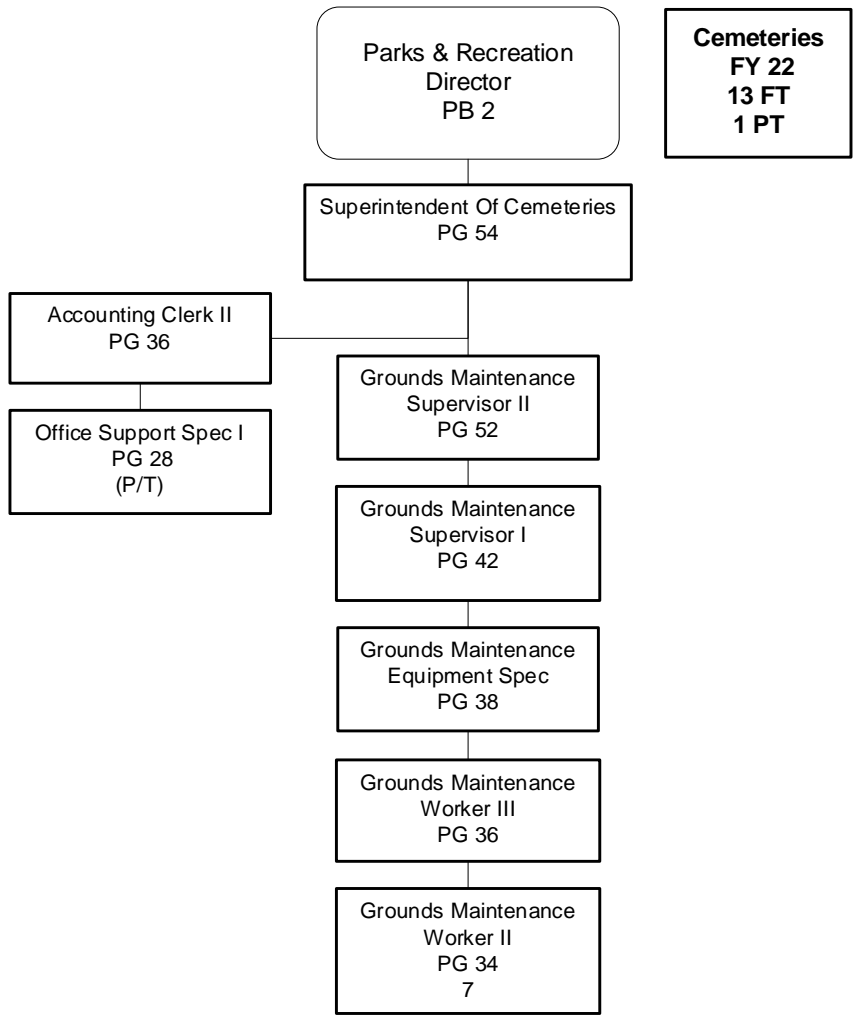 Parks & Recreation
Director
PB 2
Cemeteries
FY 22
13 FT
1 PT
Superintendent Of Cemeteries
PG 54
Accounting Clerk II
PG 36
Office Support Spec I
PG 28
(P/T)
Grounds Maintenance
Supervisor II
PG 52
Grounds Maintenance
Supervisor I
PG 42
Grounds Maintenance
Equipment Spec
PG 38
Grounds Maintenance
Worker III
PG 36
Grounds Maintenance
Worker II
PG 34
7